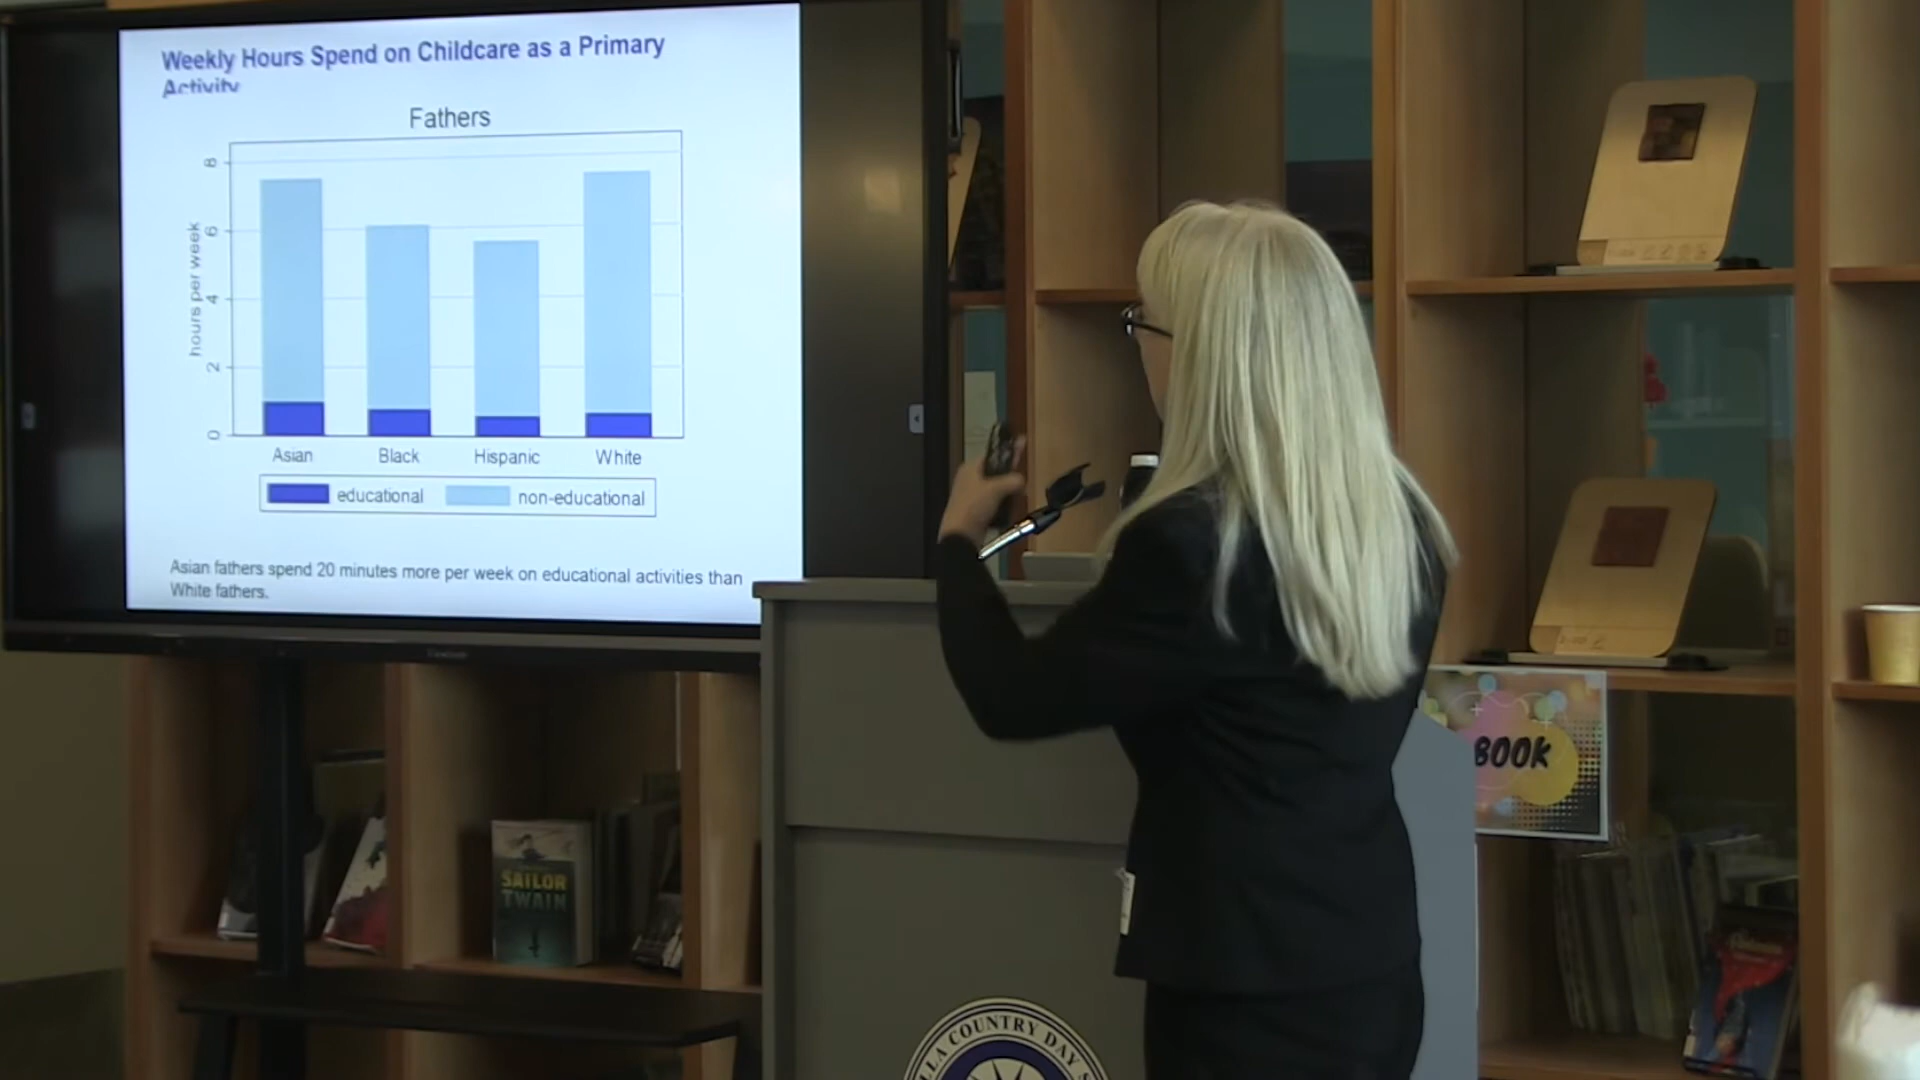 Weekly Hours Spend on Childcare as a Primary
Activity
Fathers
hours per week
8
6
4
2
0
Asian Black Hispanic White
educational non-educational
Asian fathers spend 20 minutes more per week on educational activities than
White fathers.
SAILOR
TWAIN
BOOK
LLA COUNTRY DAY S